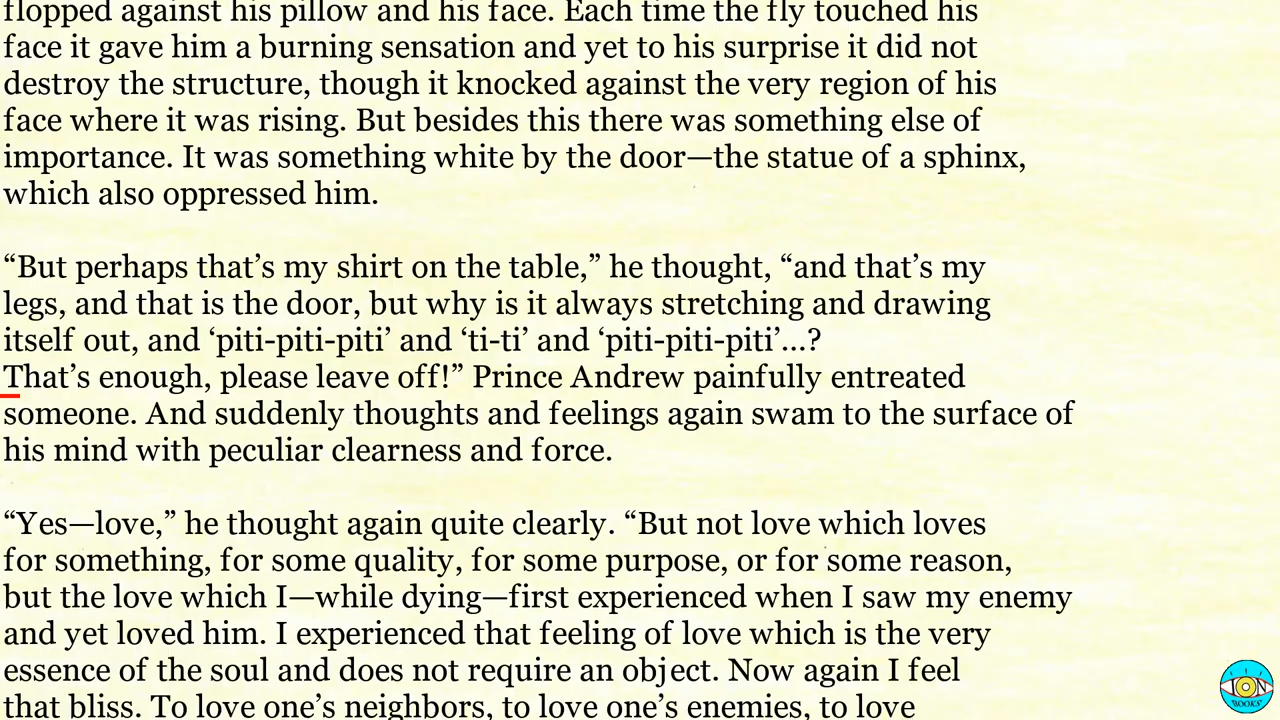 flopped against his pillow and his face. Each time the fly touched his
face it gave him a burning sensation and yet to his surprise it did not
destroy the structure, though it knocked against the very region of his
face where it was rising. But besides this there was something else of
importance. It was something white by the door—the statue of a sphinx,
which also oppressed him.
“But perhaps that’s my shirt on the table,” he thought, “and that’s my
legs, and that is the door, but why is it always stretching and drawing
itself out, and ‘piti-piti-piti’ and ‘ti-ti’ and ‘piti-piti-piti’...?
That’s enough, please leave off!” Prince Andrew painfully entreated
someone. And suddenly thoughts and feelings again swam to the surface of
his mind with peculiar clearness and force.
“Yes—love,” he thought again quite clearly. “But not love which loves
for something, for some quality, for some purpose, or for some reason,
but the love which I—while dying—first experienced when I saw my enemy
and yet loved him. I experienced that feeling of love which is the very
essence of the soul and does not require an object. Now again I feel
that bliss. To love one’s neighbors, to love one’s enemies, to love
ION
BOOKS